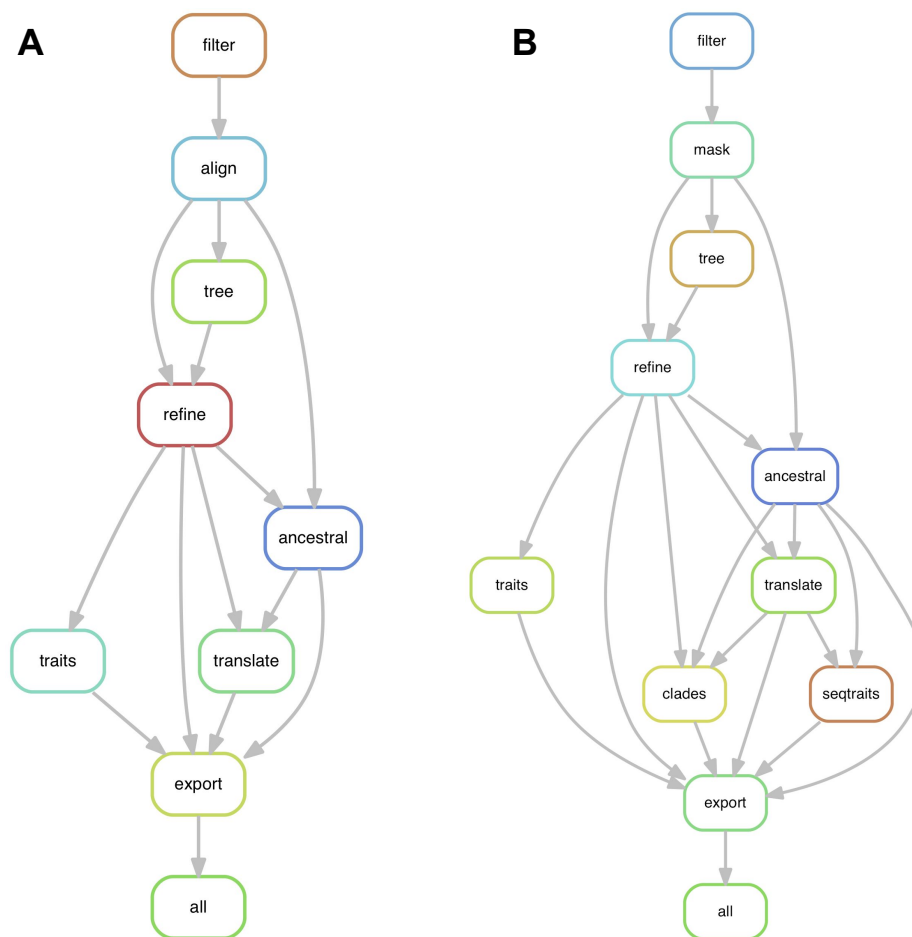 A
filter
align
tree
refine
ancestral
traits
translate
export
all
B
filter
mask
tree
refine
ancestral
traits
translate
clades
seqtraits
export
all